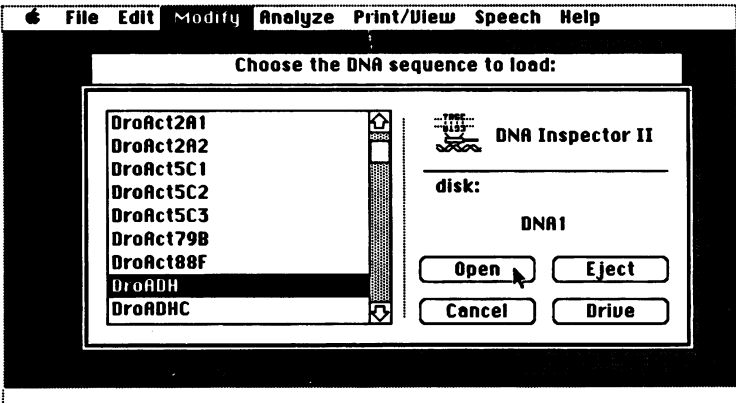 File Edit Modify Analyze Print/View Speech Help
Choose the DNA sequence to load:
DroAct2A1
DroAct2A2
DroAct5C1
DroAct5C2
DroAct5C3
DroAct79B
DroAct88F
DroADH
DroADHC
DNA Inspector II
disk:
DNA1
Open
Eject
Cancel
Drive